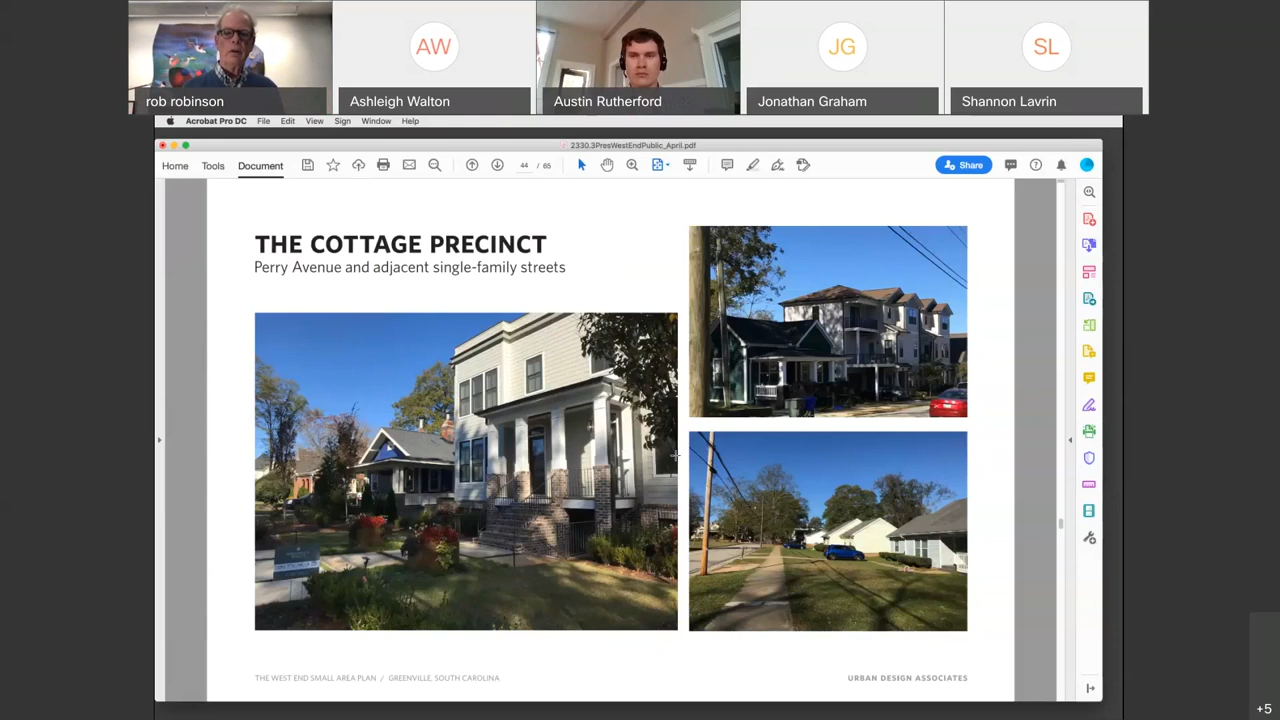 AW
JG
SL
rob robinson
Ashleigh Walton
Austin Rutherford
Jonathan Graham
Shannon Lavrin
Acrobat Pro DC File Edit View Sign Window Help
2330.3PresWestEndPublic_April.pdf
Home Tools Document
44 / 65
Share
THE COTTAGE PRECINCT
Perry Avenue and adjacent single-family streets
THE WEST END SMALL AREA PLAN / GREENVILLE, SOUTH CAROLINA
URBAN DESIGN ASSOCIATES
+5